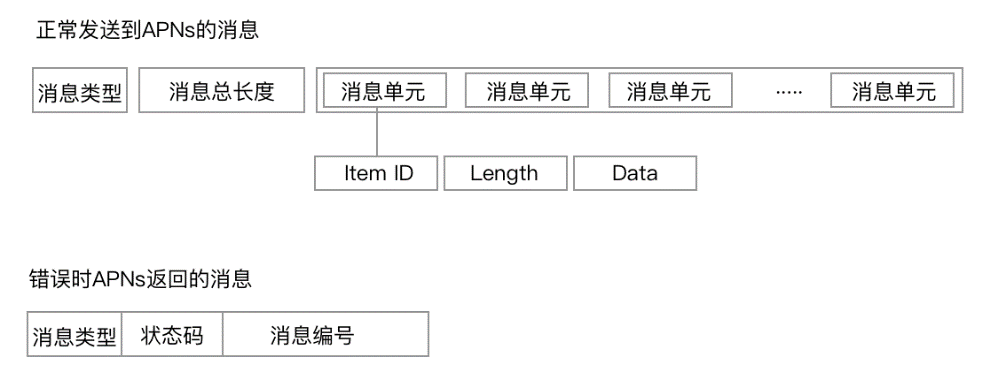 正常发送到APNs的消息
消息类型 消息总长度 消息单元 消息单元 消息单元 ..... 消息单元
Item ID Length Data
错误时APNs返回的消息
消息类型 状态码 消息编号